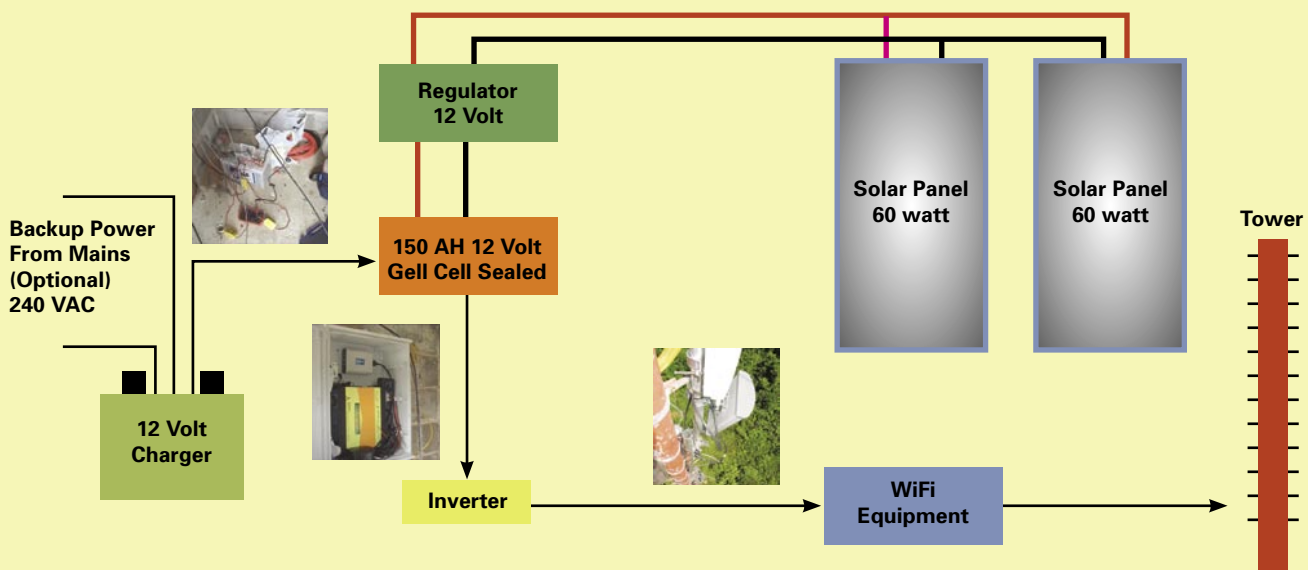 Regulator
12 Volt
Solar Panel
60 watt
Solar Panel
60 watt
Tower
Backup Power
From Mains
(Optional)
240 VAC
150 AH 12 Volt
Gell Cell Sealed
12 Volt
Charger
Inverter
WiFi
Equipment